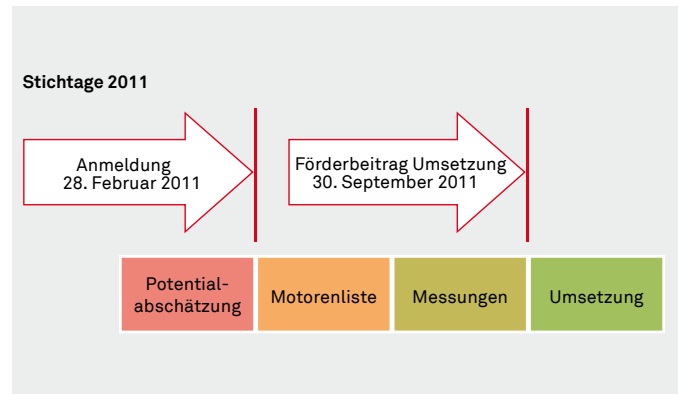 Stichtage 2011
Anmeldung
28. Februar 2011
Förderbeitrag Umsetzung
30. September 2011
Potential-
abschätzung
Motorenliste
Messungen
Umsetzung